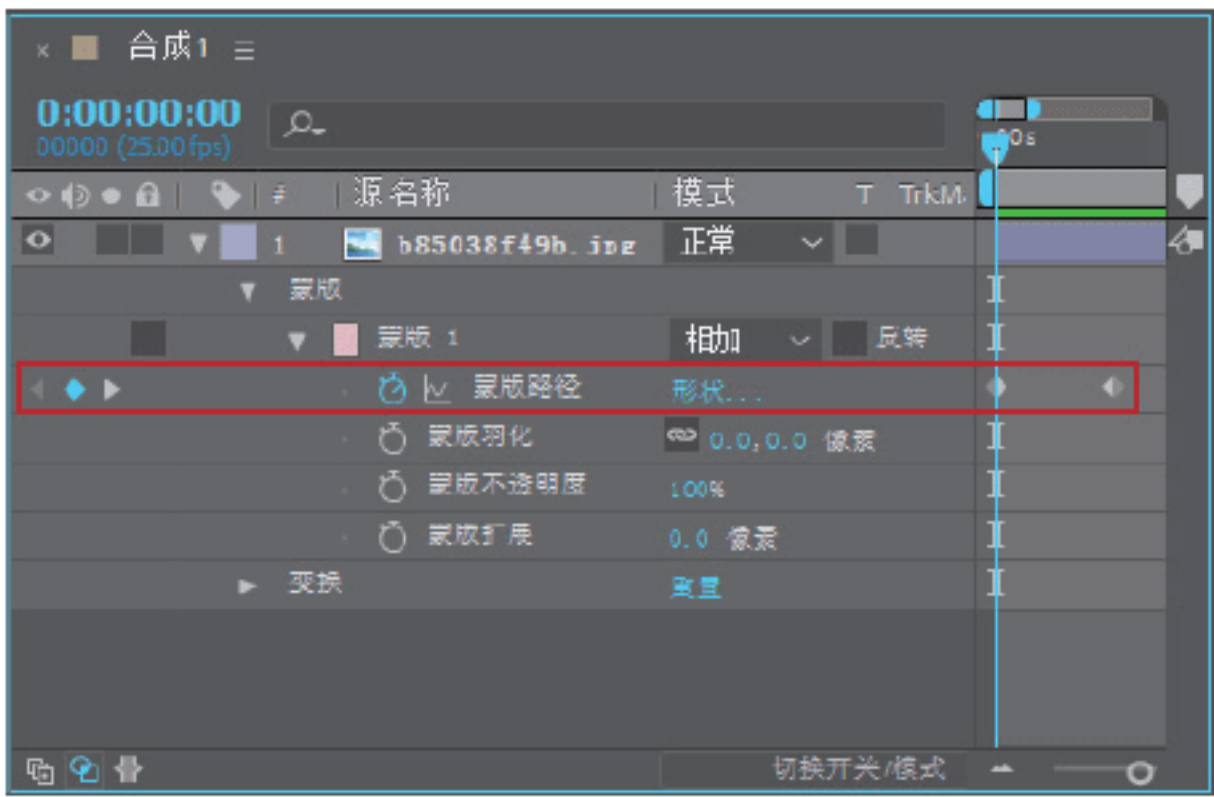 × 合成1 ≡
0:00:00:00
00000 (25.00 fps)
:00s
# 源名称 模式 T TrkM
1 b85038f49b.jpg 正常
蒙版
蒙版 1 相加 反转
蒙版路径 形状...
蒙版羽化 0.0,0.0 像素
蒙版不透明度 100%
蒙版扩展 0.0 像素
变换 重置
切换开关/模式